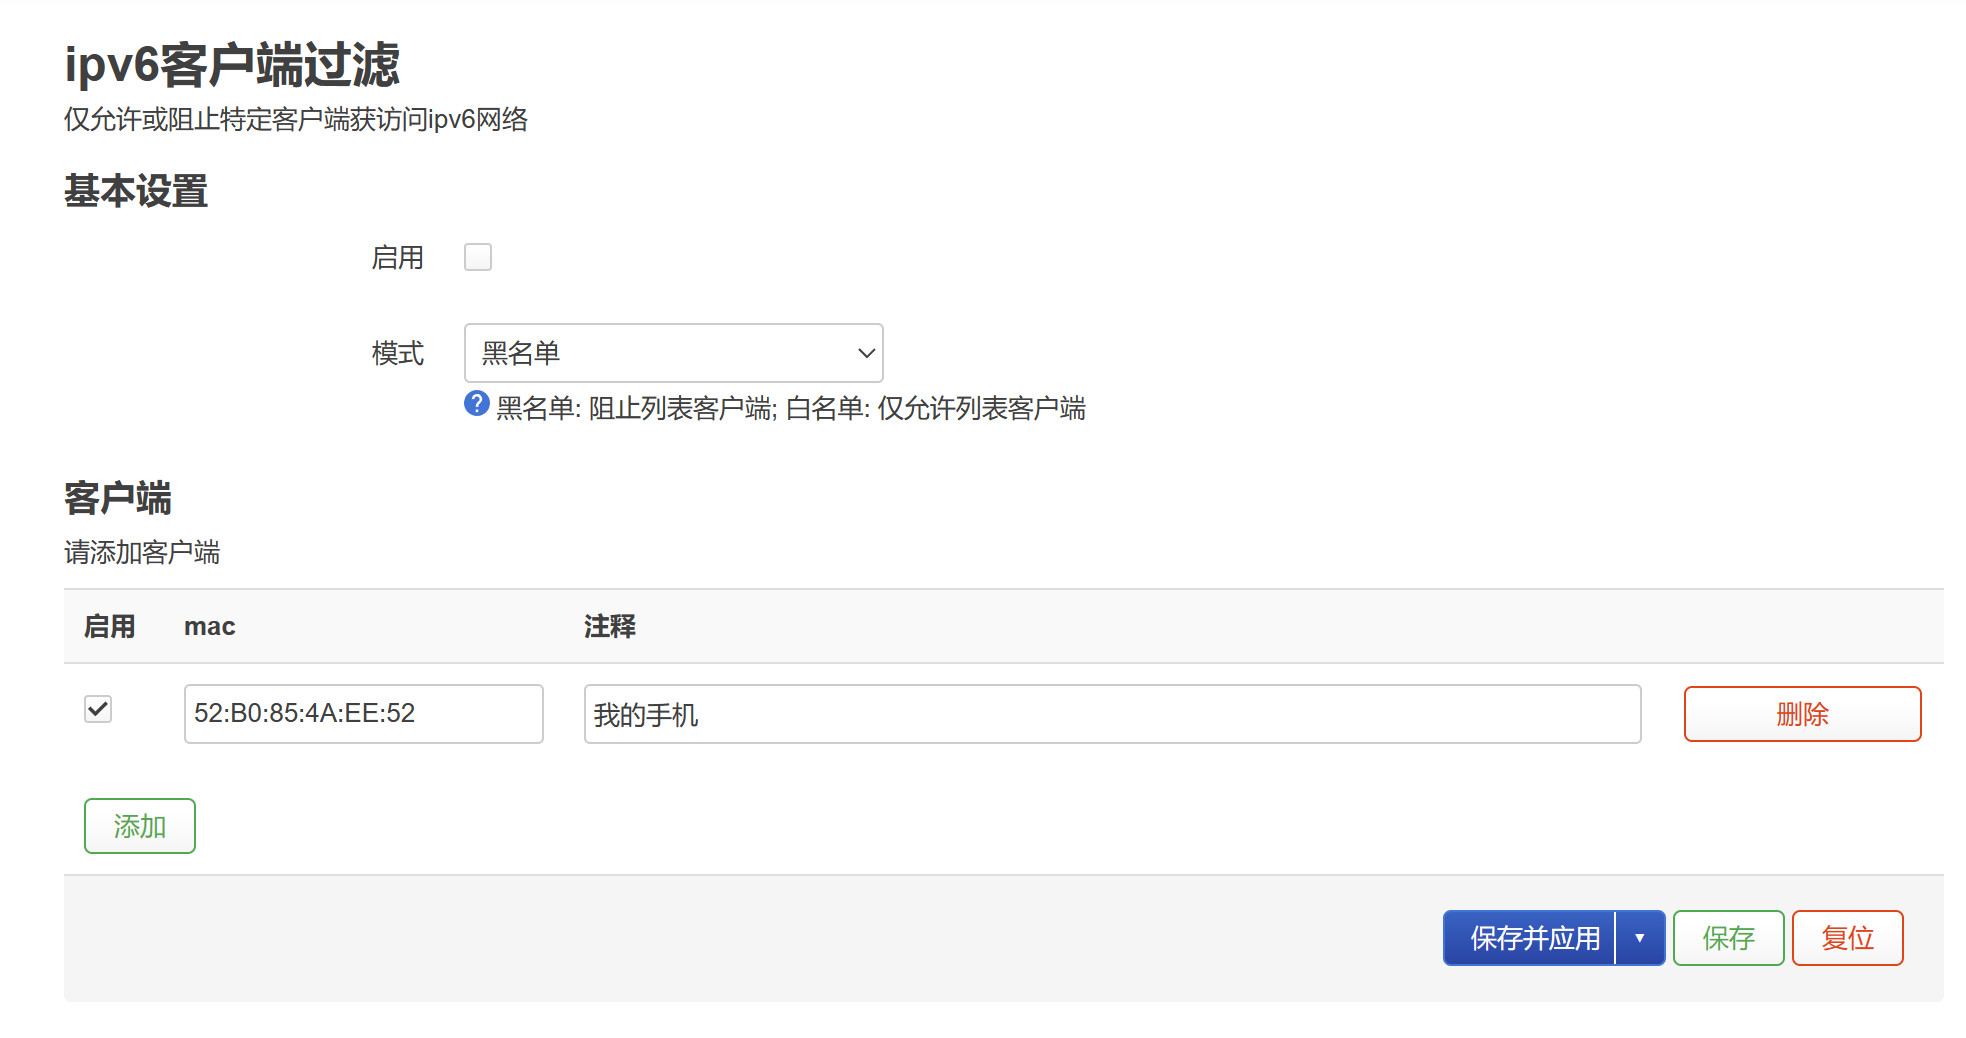 ipv6客户端过滤
仅允许或阻止特定客户端获访问ipv6网络
基本设置
启用
模式 黑名单
? 黑名单: 阻止列表客户端; 白名单: 仅允许列表客户端
客户端
请添加客户端
启用 mac 注释
52:B0:85:4A:EE:52 我的手机 删除
添加
保存并应用 保存 复位